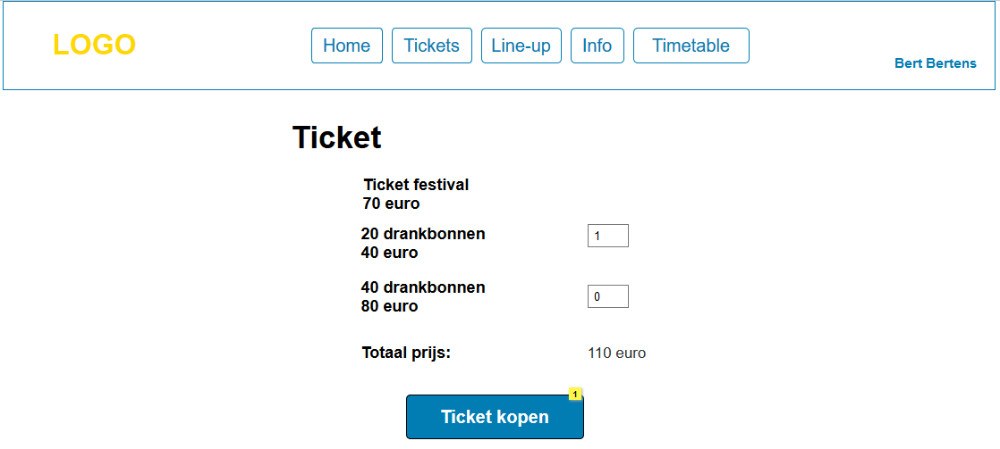 LOGO
Home
Tickets
Line-up
Info
Timetable
Bert Bertens
Ticket
Ticket festival
70 euro
20 drankbonnen
40 euro
1
40 drankbonnen
80 euro
0
Totaal prijs:
110 euro
1
Ticket kopen